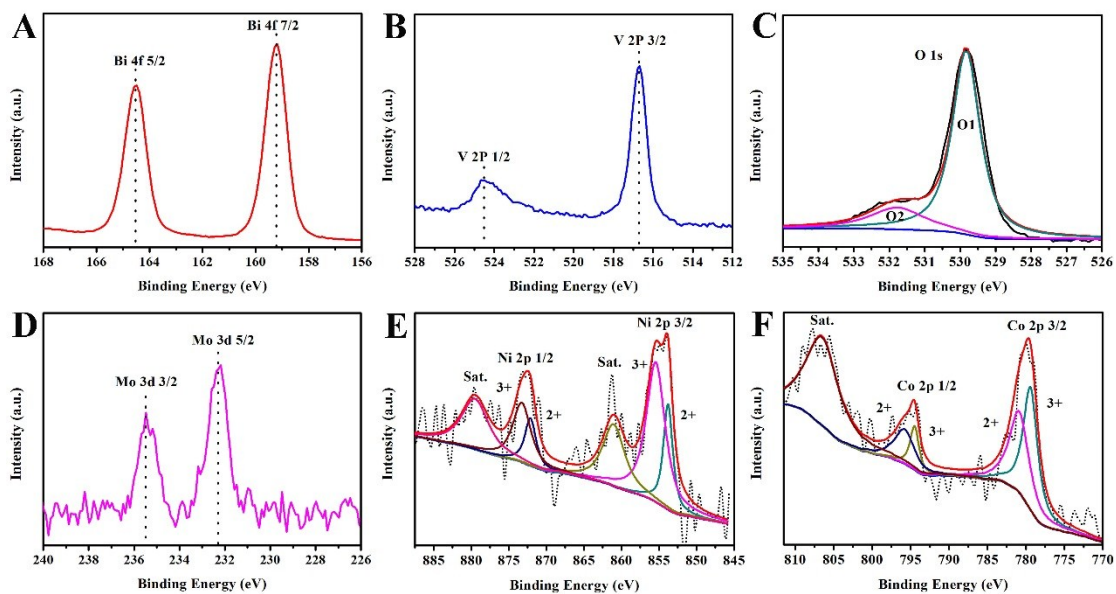 A
Bi 4f 7/2
Bi 4f 5/2
Intensity (a.u.)
168 166 164 162 160 158 156
Binding Energy (eV)
B
V 2P 3/2
V 2P 1/2
Intensity (a.u.)
528 526 524 522 520 518 516 514 512
Binding Energy (eV)
C
O 1s
O1
O2
Intensity (a.u.)
535 534 533 532 531 530 529 528 527 526
Binding Energy (eV)
D
Mo 3d 5/2
Mo 3d 3/2
Intensity (a.u.)
240 238 236 234 232 230 228 226
Binding Energy (eV)
E
Ni 2p 3/2
Ni 2p 1/2
Sat.
3+
2+
Sat.
3+
2+
Intensity (a.u.)
885 880 875 870 865 860 855 850 845
Binding Energy (eV)
F
Sat.
Co 2p 3/2
Co 2p 1/2
2+
3+
2+
3+
Intensity (a.u.)
810 800 790 780 770
Binding Energy (eV)